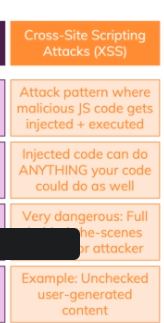 Cross-Site Scripting
Attacks (XSS)
Attack pattern where
malicious JS code gets
injected + executed
Injected code can do
ANYTHING your code
could do as well
Very dangerous: Full
attacker
Example: Unchecked
user-generated
content